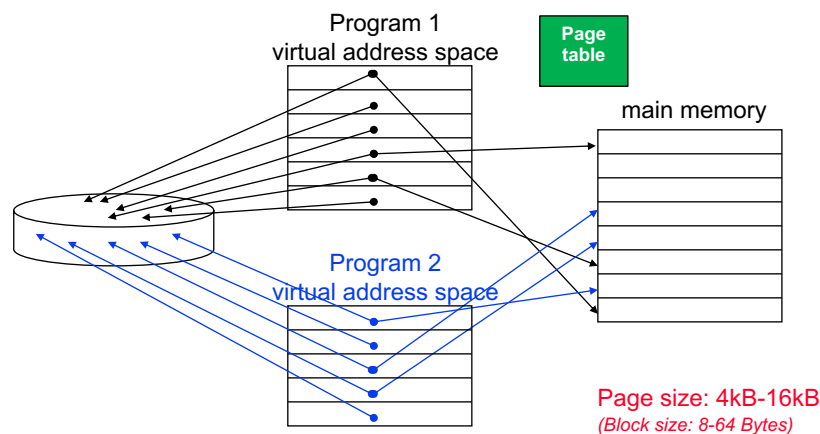 Program 1
virtual address space
Page
table
main memory
Program 2
virtual address space
Page size: 4kB-16kB
(Block size: 8-64 Bytes)